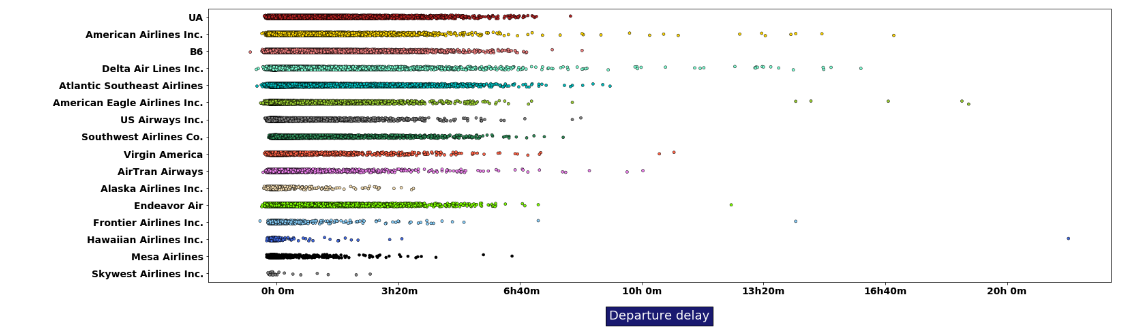 UA
American Airlines Inc.
B6
Delta Air Lines Inc.
Atlantic Southeast Airlines
American Eagle Airlines Inc.
US Airways Inc.
Southwest Airlines Co.
Virgin America
AirTran Airways
Alaska Airlines Inc.
Endeavor Air
Frontier Airlines Inc.
Hawaiian Airlines Inc.
Mesa Airlines
Skywest Airlines Inc.
0h 0m 3h20m 6h40m 10h 0m 13h20m 16h40m 20h 0m
Departure delay